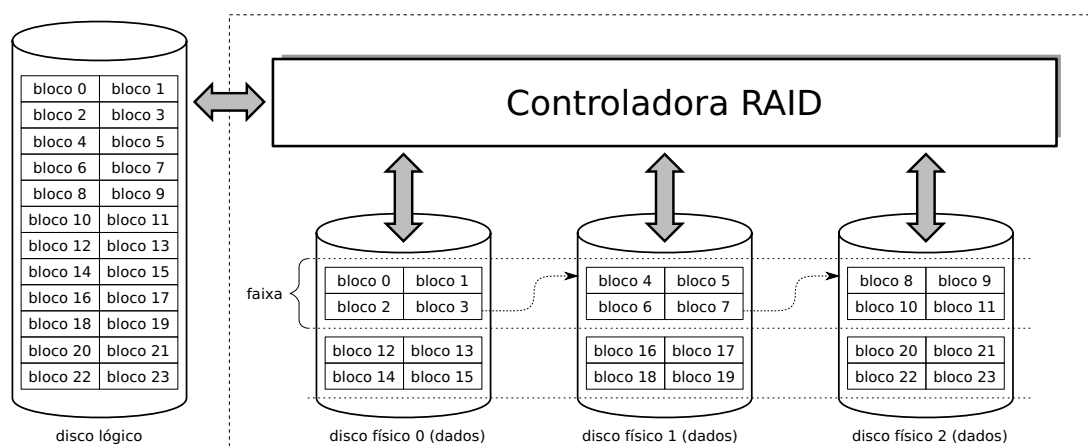 Controladora RAID
bloco 0 bloco 1
bloco 2 bloco 3
bloco 4 bloco 5
bloco 6 bloco 7
bloco 8 bloco 9
bloco 10 bloco 11
bloco 12 bloco 13
bloco 14 bloco 15
bloco 16 bloco 17
bloco 18 bloco 19
bloco 20 bloco 21
bloco 22 bloco 23
disco lógico
faixa
bloco 0 bloco 1
bloco 2 bloco 3
bloco 12 bloco 13
bloco 14 bloco 15
disco físico 0 (dados)
bloco 4 bloco 5
bloco 6 bloco 7
bloco 16 bloco 17
bloco 18 bloco 19
disco físico 1 (dados)
bloco 8 bloco 9
bloco 10 bloco 11
bloco 20 bloco 21
bloco 22 bloco 23
disco físico 2 (dados)